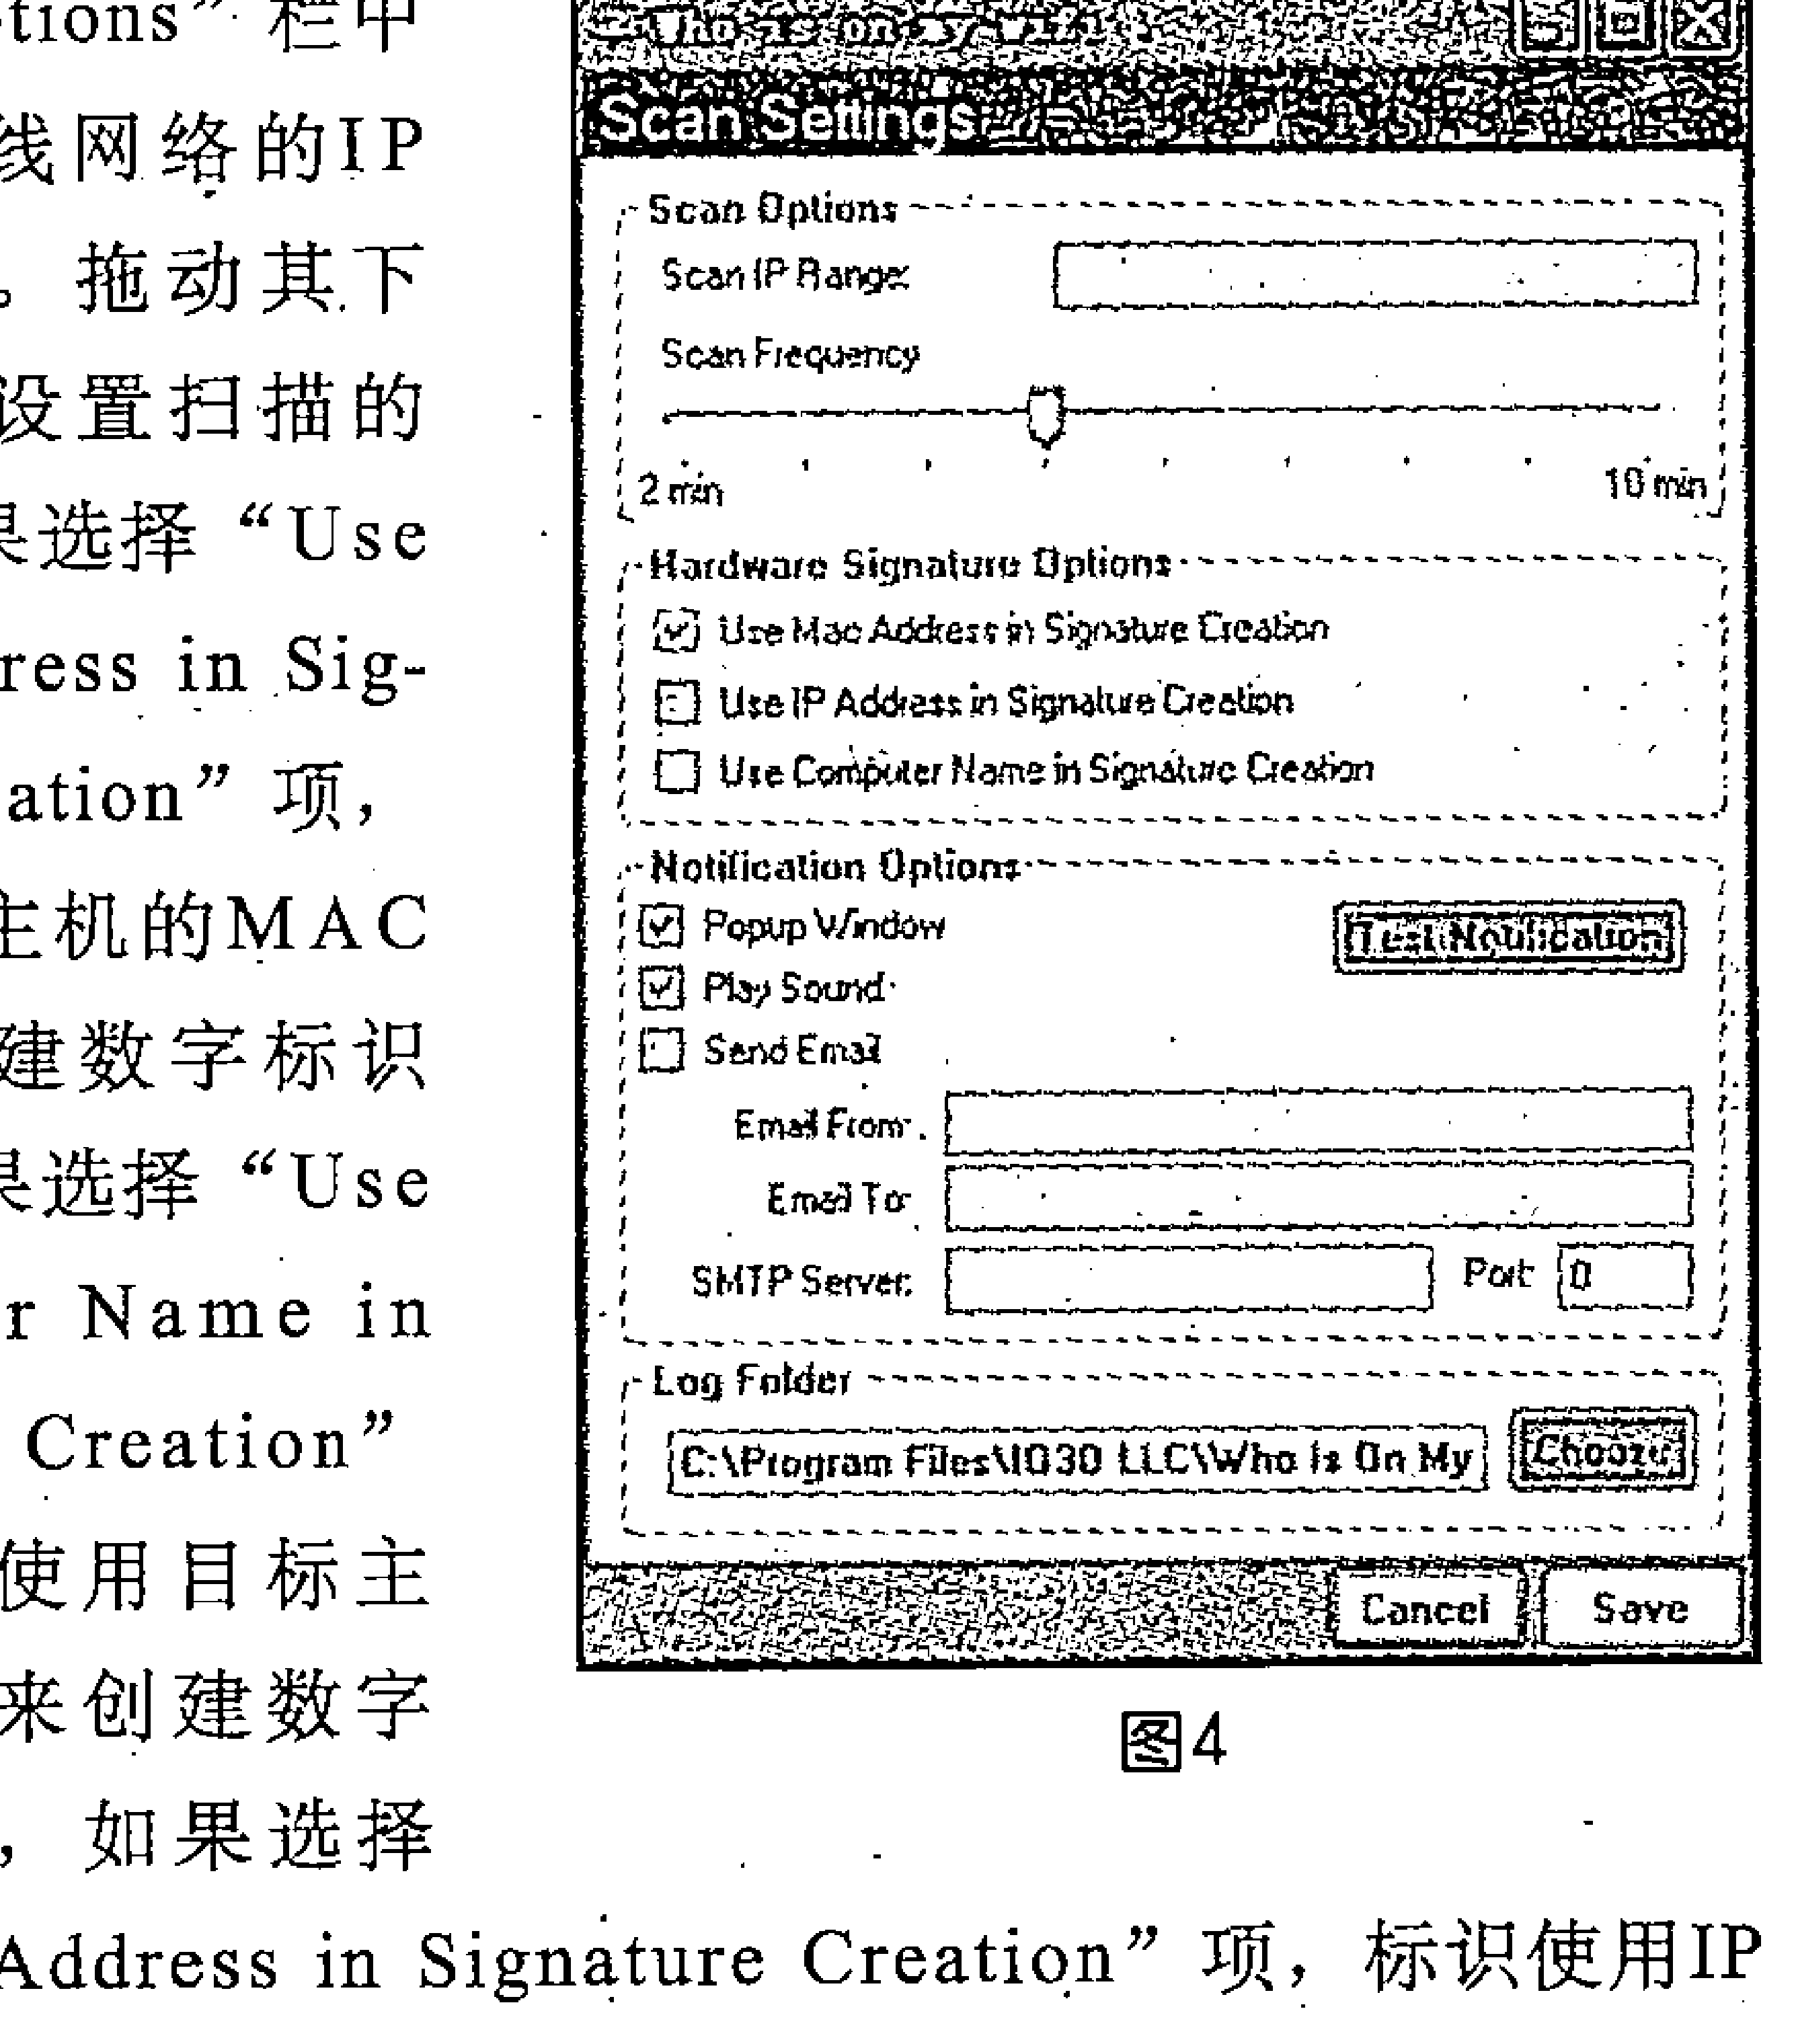 tions” 栏中
线网络的IP
。拖动其下
设置扫描的
果选择“Use
ress in Sig-
ation” 项，
主机的MAC
建数字标识
果选择“Use
r Name in
Creation”
使用目标主
来创建数字
，如果选择
Address in Signature Creation” 项，标识使用IP
Who is on my wifi
Scan Settings
Scan Options
Scan IP Range:
Scan Frequency
2 min
10 min
Hardware Signature Options
Use Mac Address in Signature Creation
Use IP Address in Signature Creation
Use Computer Name in Signature Creation
Notification Options
Popup Window
Test Notification
Play Sound
Send Email
Email From:
Email To:
SMTP Server:
Port: 0
Log Folder
C:\Program Files\IO3O LLC\Who Is On My
Choose
Cancel
Save
图4